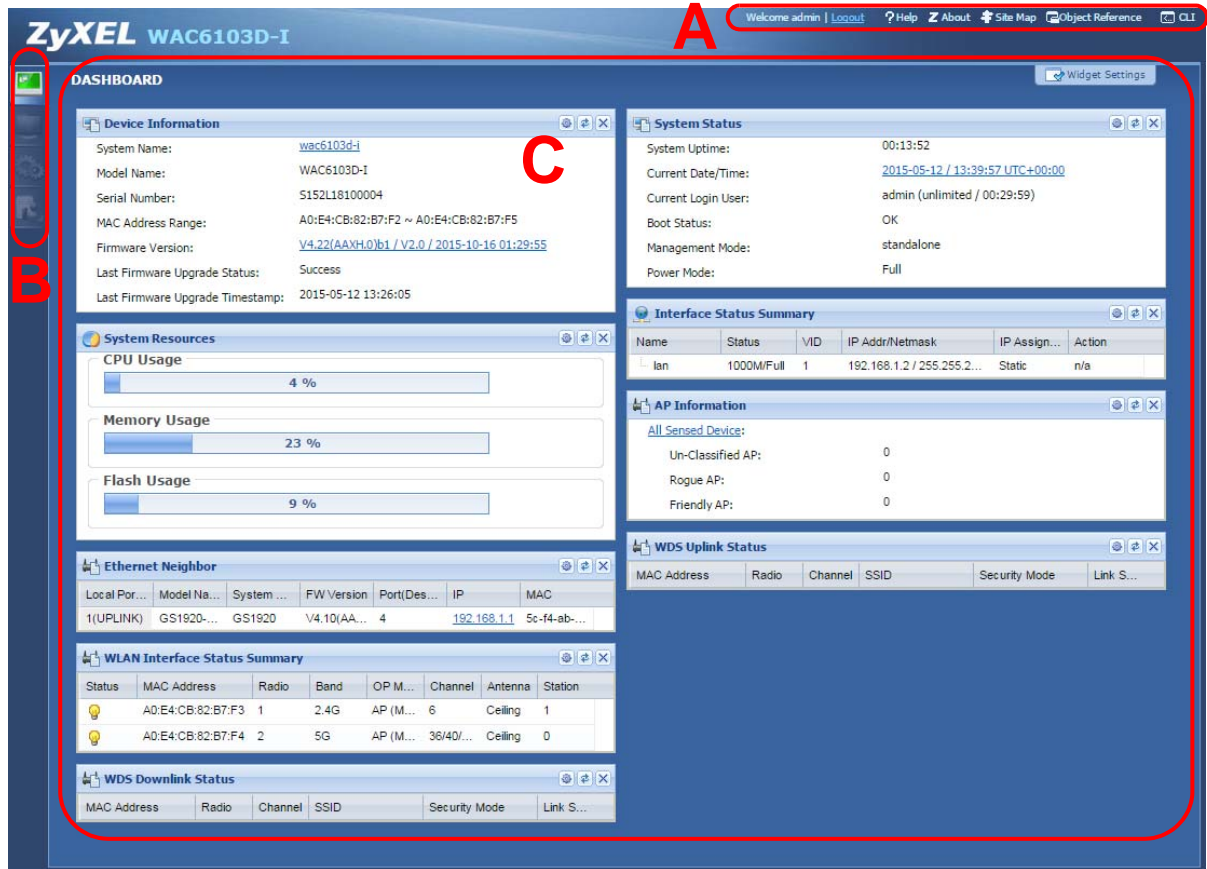 ZyXEL WAC6103D-I
A
Welcome admin | Logout ?Help Z About Site Map Object Reference CLI
B
DASHBOARD
Widget Settings
C
Device Information
System Name: wac6103d-i
Model Name: WAC6103D-I
Serial Number: S152L18100004
MAC Address Range: A0:E4:CB:82:B7:F2 ~ A0:E4:CB:82:B7:F5
Firmware Version: V4.22(AAXH.0)b1 / V2.0 / 2015-10-16 01:29:55
Last Firmware Upgrade Status: Success
Last Firmware Upgrade Timestamp: 2015-05-12 13:26:05
System Resources
CPU Usage
4 %
Memory Usage
23 %
Flash Usage
9 %
Ethernet Neighbor
Local Por... Model Na... System ... FW Version Port(Des... IP MAC
1(UPLINK) GS1920-... GS1920 V4.10(AA... 4 192.168.1.1 5c-f4-ab-...
WLAN Interface Status Summary
Status MAC Address Radio Band OP M... Channel Antenna Station
A0:E4:CB:82:B7:F3 1 2.4G AP (M... 6 Ceiling 1
A0:E4:CB:82:B7:F4 2 5G AP (M... 36/40/... Ceiling 0
WDS Downlink Status
MAC Address Radio Channel SSID Security Mode Link S...
System Status
System Uptime: 00:13:52
Current Date/Time: 2015-05-12 / 13:39:57 UTC+00:00
Current Login User: admin (unlimited / 00:29:59)
Boot Status: OK
Management Mode: standalone
Power Mode: Full
Interface Status Summary
Name Status VID IP Addr/Netmask IP Assign... Action
lan 1000M/Full 1 192.168.1.2 / 255.255.2... Static n/a
AP Information
All Sensed Device:
Un-Classified AP: 0
Rogue AP: 0
Friendly AP: 0
WDS Uplink Status
MAC Address Radio Channel SSID Security Mode Link S...